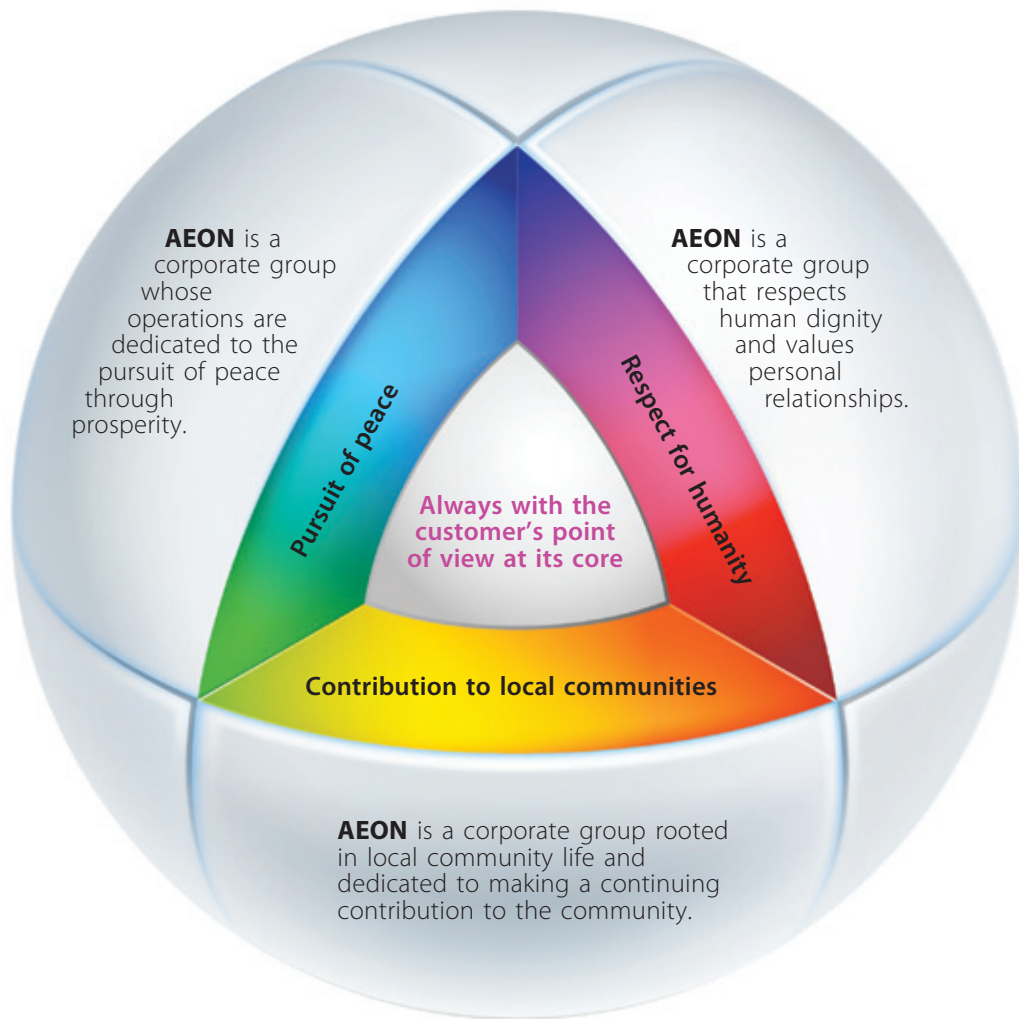 AEON is a
corporate group
whose
operations are
dedicated to the
pursuit of peace
through
prosperity.
AEON is a
corporate group
that respects
human dignity
and values
personal
relationships.
Pursuit of peace
Respect for humanity
Always with the
customer’s point
of view at its core
Contribution to local communities
AEON is a corporate group rooted
in local community life and
dedicated to making a continuing
contribution to the community.